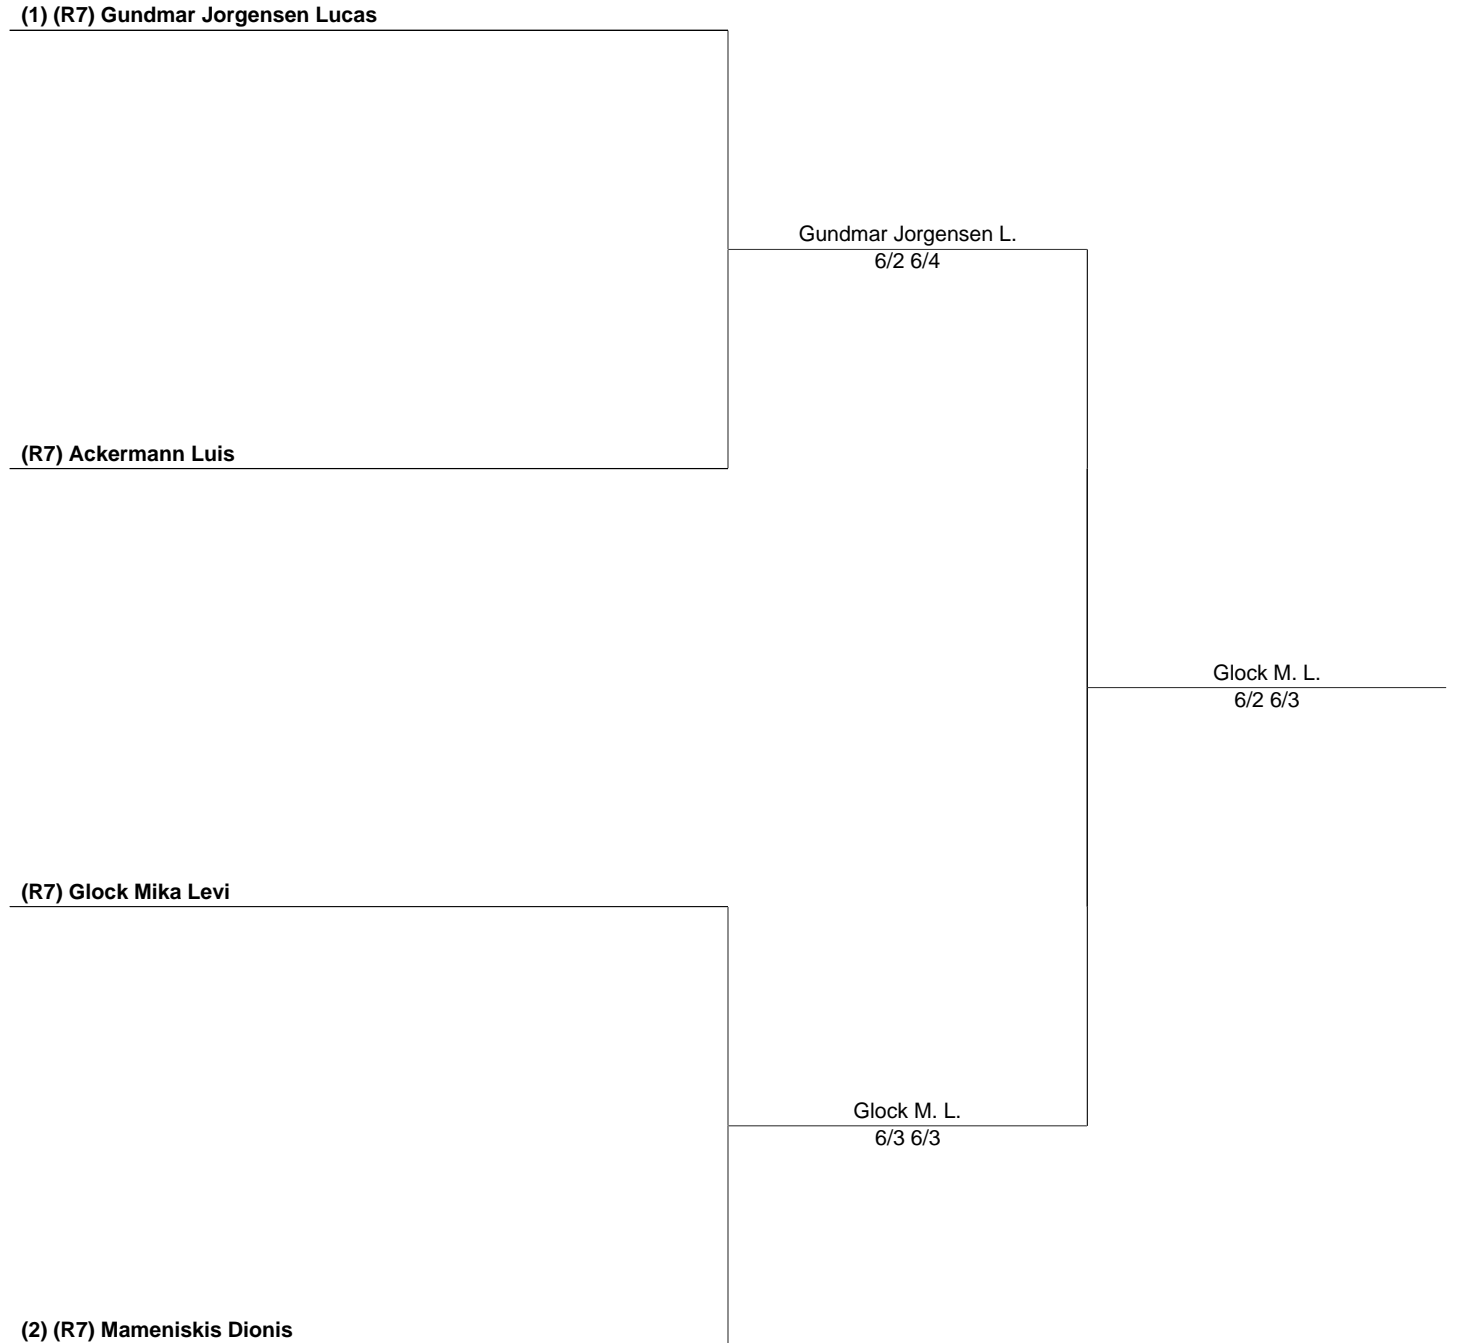 (1) (R7) Gundmar Jorgensen Lucas
Gundmar Jorgensen L.
6/2 6/4
(R7) Ackermann Luis
Glock M. L.
6/2 6/3
(R7) Glock Mika Levi
Glock M. L.
6/3 6/3
(2) (R7) Mameniskis Dionis